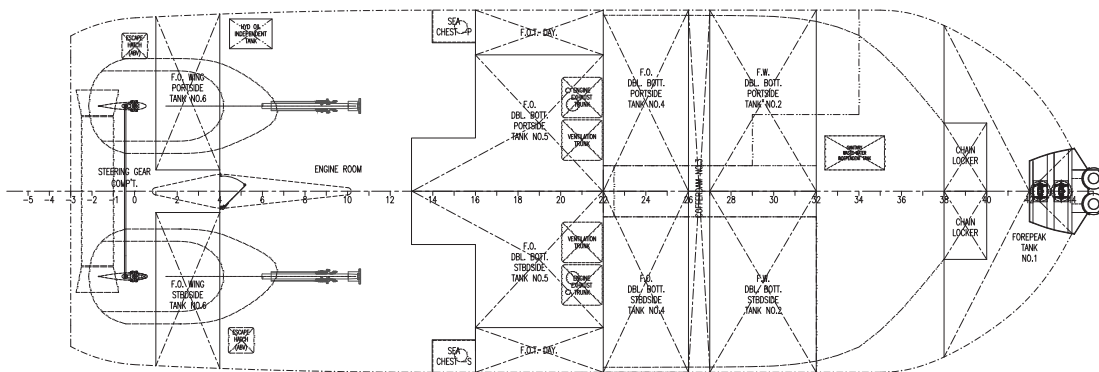 ESCAPE
HATCH
(ABV)
HYD OIL
INDEPENDENT
TANK
SEA
CHEST-P
F.O.T.-DAY.
F.O. WING
PORTSIDE
TANK NO.6
F.O.
DBL. BOTT.
PORTSIDE
TANK NO.5
ENGINE
EXHAUST
TRUNK
VENTILATION
TRUNK
F.O.
DBL. BOTT.
PORTSIDE
TANK NO.4
F.W.
DBL. BOTT.
PORTSIDE
TANK NO.2
INDEPENDENT TANK
CHAIN
LOCKER
STEERING GEAR
COMP'T.
ENGINE ROOM
COFFERDAM NO.3
-5 -4 -3 -2 -1 0 2 4 6 8 10 12 14 16 18 20 22 24 26 28 30 32 34 36 38 40 42 44
CHAIN
LOCKER
FOREPEAK
TANK
NO.1
VENTILATION
TRUNK
ENGINE
EXHAUST
TRUNK
F.O.
DBL. BOTT.
STBDSIDE
TANK NO.5
F.O.
DBL. BOTT.
STBDSIDE
TANK NO.4
F.W.
DBL. BOTT.
STBDSIDE
TANK NO.2
F.O. WING
STBDSIDE
TANK NO.6
ESCAPE
HATCH
(ABV)
SEA
CHEST-S
F.O.T.-DAY.